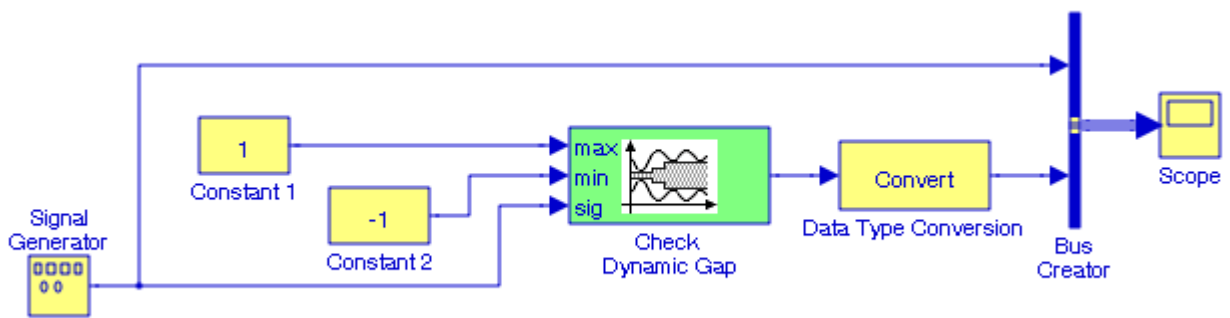 1
Constant 1
-1
Constant 2
Signal
Generator
max
min
sig
Check
Dynamic Gap
Convert
Data Type Conversion
Bus
Creator
Scope